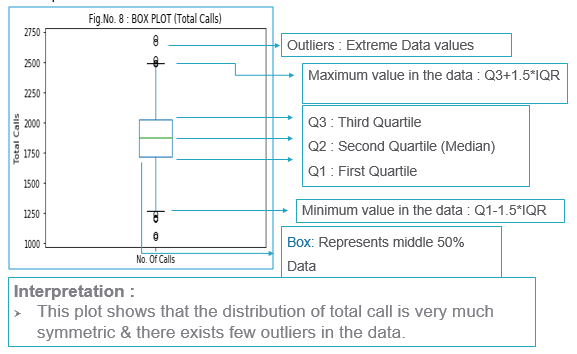 Fig.No. 8 : BOX PLOT (Total Calls)
2750
2500
2250
2000
1750
1500
1250
1000
Total Calls
No. Of Calls
Outliers : Extreme Data values
Maximum value in the data : Q3+1.5*IQR
Q3 : Third Quartile
Q2 : Second Quartile (Median)
Q1 : First Quartile
Minimum value in the data : Q1-1.5*IQR
Box: Represents middle 50%
Data
Interpretation :
➢ This plot shows that the distribution of total call is very much
symmetric & there exists few outliers in the data.